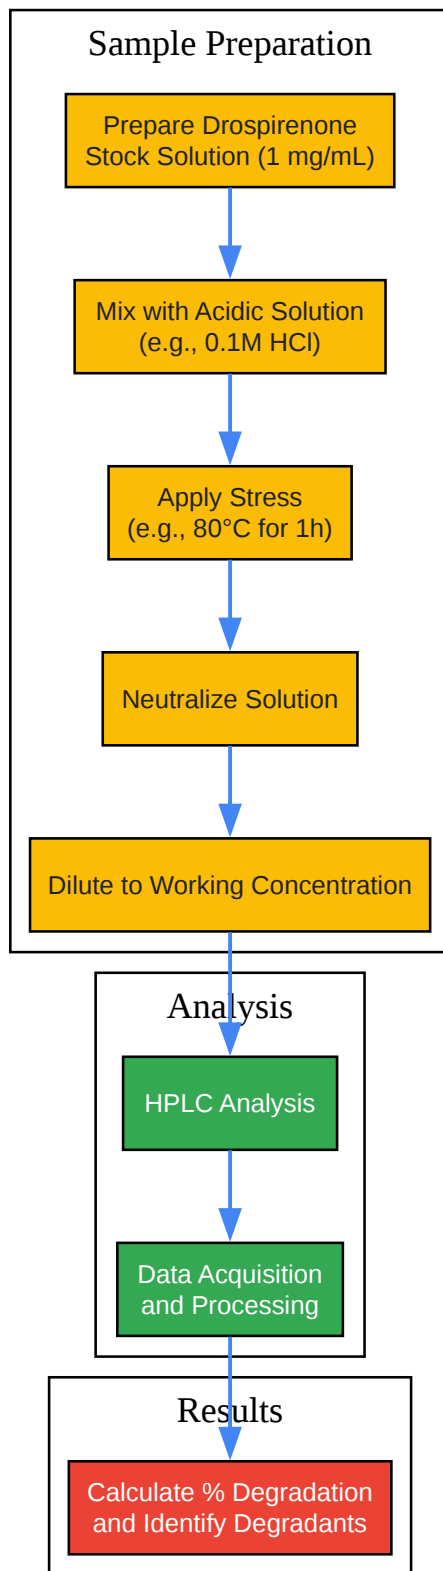 Sample Preparation
Prepare Drospirenone
Stock Solution (1 mg/mL)
Mix with Acidic Solution
(e.g., 0.1M HCl)
Apply Stress
(e.g., 80°C for 1h)
Neutralize Solution
Dilute to Working Concentration
Analysis
HPLC Analysis
Data Acquisition
and Processing
Results
Calculate % Degradation
and Identify Degradants